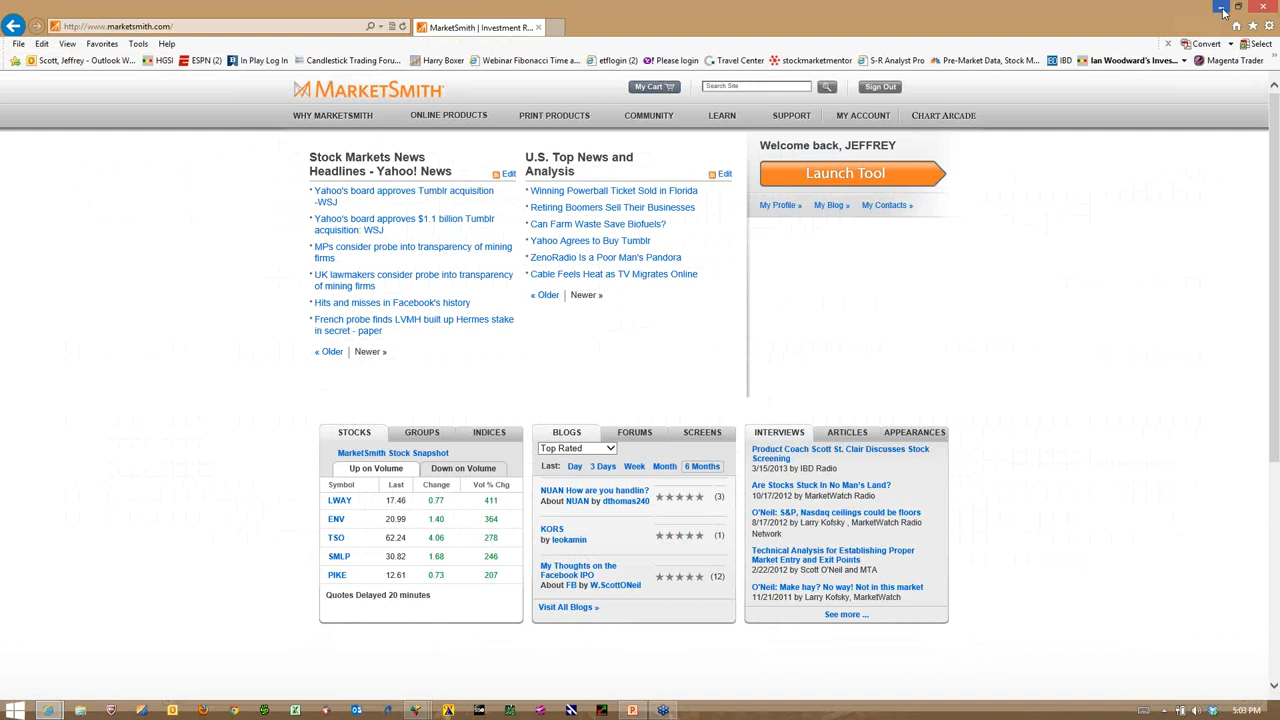 http://www.marketsmith.com/
MarketSmith | Investment R...
File Edit View Favorites Tools Help
Convert
Select
Scott, Jeffrey - Outlook W...
HGSI
ESPN (2)
In Play Log In
Candlestick Trading Foru...
Harry Boxer
Webinar Fibonacci Time a...
etflogin (2)
Please login
Travel Center
stockmarketmentor
S-R Analyst Pro
Pre-Market Data, Stock M...
IBD
Ian Woodward's Inves...
Magenta Trader
MARKETSMITH
My Cart
Search Site
Sign Out
WHY MARKETSMITH
ONLINE PRODUCTS
PRINT PRODUCTS
COMMUNITY
LEARN
SUPPORT
MY ACCOUNT
CHART ARCADE
Stock Markets News
Headlines - Yahoo! News
Edit
Yahoo's board approves Tumblr acquisition
-WSJ
Yahoo's board approves $1.1 billion Tumblr
acquisition: WSJ
MPs consider probe into transparency of mining
firms
UK lawmakers consider probe into transparency
of mining firms
Hits and misses in Facebook's history
French probe finds LVMH built up Hermes stake
in secret - paper
« Older | Newer »
U.S. Top News and
Analysis
Edit
Winning Powerball Ticket Sold in Florida
Retiring Boomers Sell Their Businesses
Can Farm Waste Save Biofuels?
Yahoo Agrees to Buy Tumblr
ZenoRadio Is a Poor Man's Pandora
Cable Feels Heat as TV Migrates Online
« Older | Newer »
Welcome back, JEFFREY
Launch Tool
My Profile » My Blog » My Contacts »
STOCKS GROUPS INDICES
MarketSmith Stock Snapshot
Up on Volume Down on Volume
Symbol Last Change Vol % Chg
LWAY 17.46 0.77 411
ENV 20.99 1.40 364
TSO 62.24 4.06 278
SMLP 30.82 1.68 246
PIKE 12.61 0.73 207
Quotes Delayed 20 minutes
BLOGS FORUMS SCREENS
Top Rated
Last: Day 3 Days Week Month 6 Months
NUAN How are you handlin?
About NUAN by dthomas240
(3)
KORS
by leokamin
(1)
My Thoughts on the
Facebook IPO
About FB by W.ScottONeil
(12)
Visit All Blogs »
INTERVIEWS ARTICLES APPEARANCES
Product Coach Scott St. Clair Discusses Stock
Screening
3/15/2013 by IBD Radio
Are Stocks Stuck In No Man's Land?
10/17/2012 by MarketWatch Radio
O'Neil: S&P, Nasdaq ceilings could be floors
8/17/2012 by Larry Kofsky , MarketWatch Radio
Network
Technical Analysis for Establishing Proper
Market Entry and Exit Points
2/22/2012 by Scott O'Neil and MTA
O'Neil: Make hay? No way! Not in this market
11/21/2011 by Larry Kofsky, MarketWatch
See more ...
5:03 PM